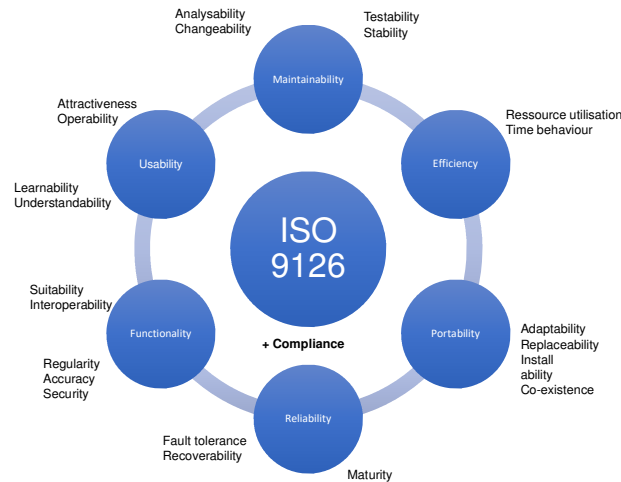 Analysability
Changeability
Testability
Stability
Maintainability
Attractiveness
Operability
Ressource utilisation
Time behaviour
Usability
Efficiency
Learnability
Understandability
ISO
9126
Suitability
Interoperability
Functionality
Portability
+ Compliance
Adaptability
Replaceability
Install
ability
Co-existence
Regularity
Accuracy
Security
Reliability
Fault tolerance
Recoverability
Maturity